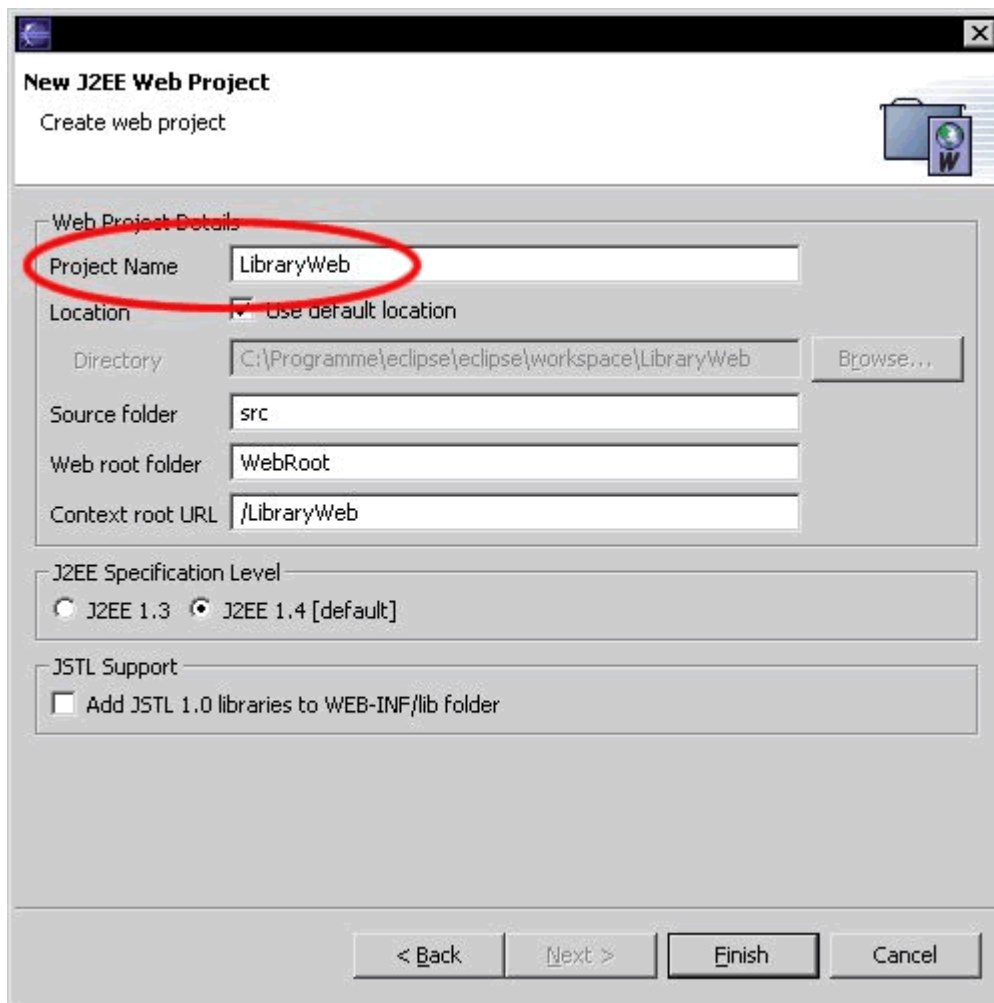 New J2EE Web Project
Create web project
W
Web Project Details
Project Name LibraryWeb
Location Use default location
Directory C:\Programme\eclipse\eclipse\workspace\LibraryWeb Browse...
Source folder src
Web root folder WebRoot
Context root URL /LibraryWeb
J2EE Specification Level
J2EE 1.3 J2EE 1.4 [default]
JSTL Support
Add JSTL 1.0 libraries to WEB-INF/lib folder
< Back Next > Finish Cancel